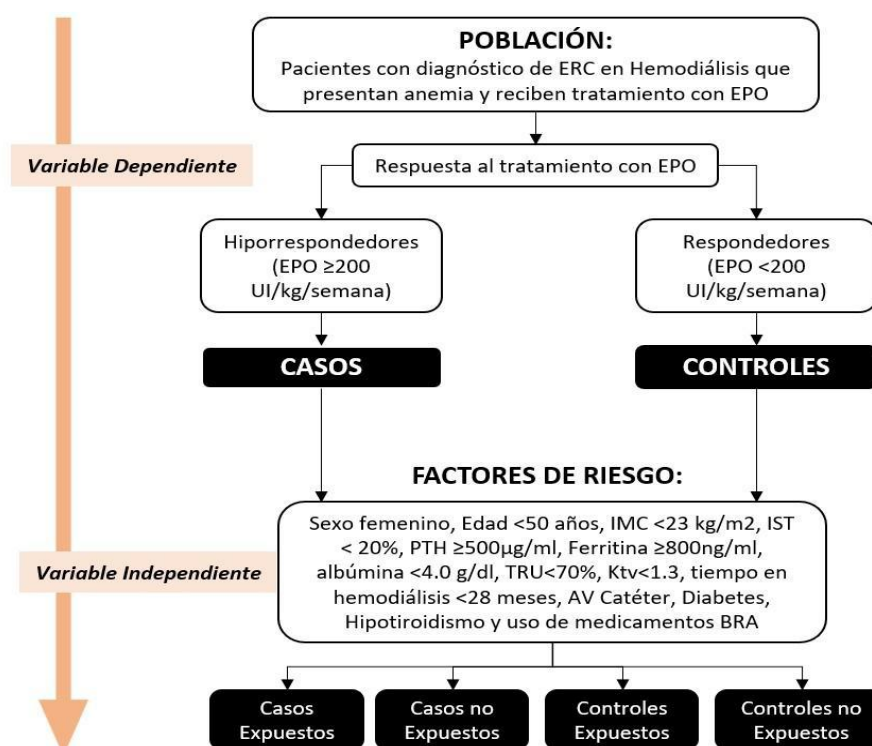 POBLACIÓN:
Pacientes con diagnóstico de ERC en Hemodiálisis que
presentan anemia y reciben tratamiento con EPO
Variable Dependiente
Respuesta al tratamiento con EPO
Hiporrespondedores
(EPO ≥200
UI/kg/semana)
Respondedores
(EPO <200
UI/kg/semana)
CASOS
CONTROLES
FACTORES DE RIESGO:
Sexo femenino, Edad <50 años, IMC <23 kg/m2, IST
< 20%, PTH ≥500µg/ml, Ferritina ≥800ng/ml,
albúmina <4.0 g/dl, TRU<70%, Ktv<1.3, tiempo en
hemodiálisis <28 meses, AV Catéter, Diabetes,
Hipotiroidismo y uso de medicamentos BRA
Variable Independiente
Casos
Expuestos
Casos no
Expuestos
Controles
Expuestos
Controles no
Expuestos